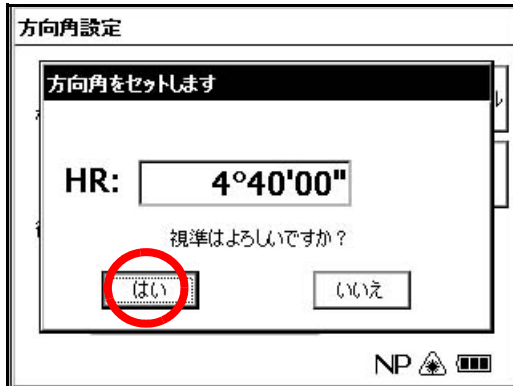 方向角設定
方向角をセットします
HR: 4°40'00"
視準はよろしいですか？
はい いいえ
NP